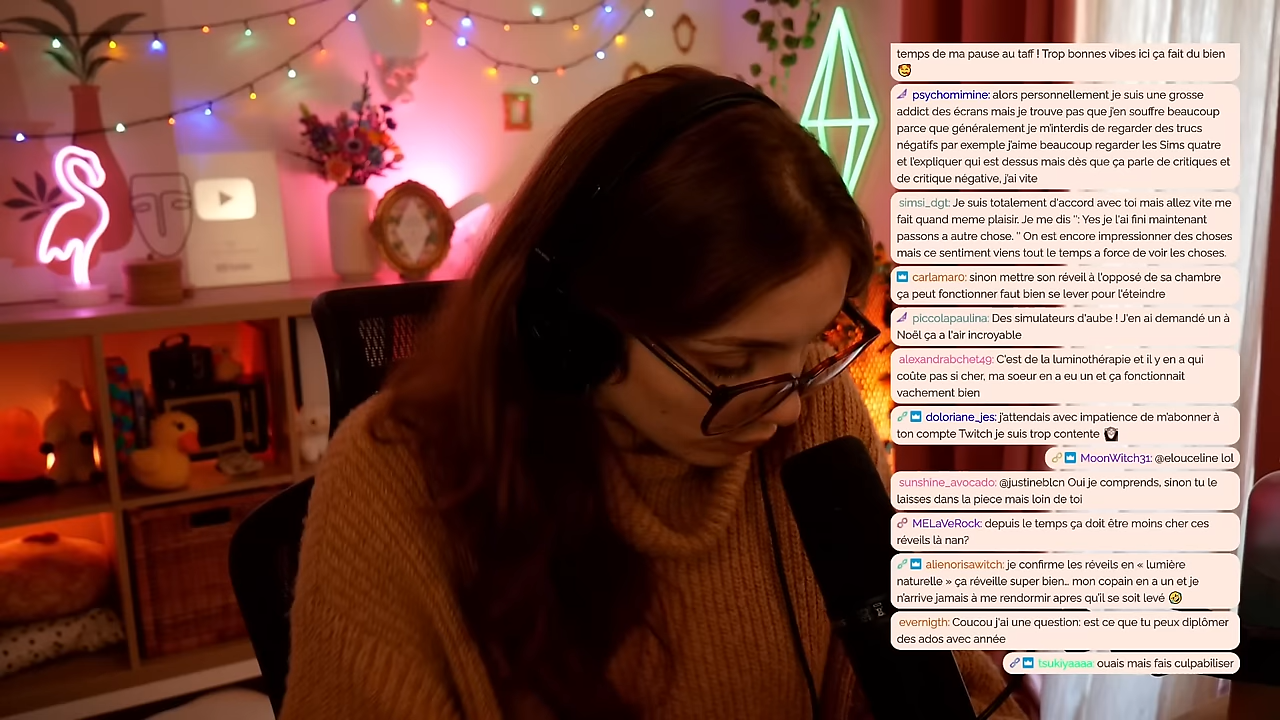 temps de ma pause au taff ! Trop bonnes vibes ici ça fait du bien
psychomimine: alors personnellement je suis une grosse
addict des écrans mais je trouve pas que j'en souffre beaucoup
parce que généralement je m'interdis de regarder des trucs
négatifs par exemple j'aime beaucoup regarder les Sims quatre
et l'expliquer qui est dessus mais dès que ça parle de critiques et
de critique négative, j'ai vite
simsi_dgt: Je suis totalement d'accord avec toi mais allez vite me
fait quand meme plaisir. Je me dis ": Yes je l'ai fini maintenant
passons a autre chose. " On est encore impressionner des choses
mais ce sentiment viens tout le temps a force de voir les choses.
carlamaro: sinon mettre son réveil à l'opposé de sa chambre
ça peut fonctionner faut bien se lever pour l'éteindre
piccolapaulina: Des simulateurs d'aube ! J'en ai demandé un à
Noël ça a l'air incroyable
alexandrabchet49: C'est de la luminothérapie et il y en a qui
coûte pas si cher, ma soeur en a eu un et ça fonctionnait
vachement bien
doloriane_jes: j'attendais avec impatience de m'abonner à
ton compte Twitch je suis trop contente
MoonWitch31: @elouceline lol
sunshine_avocado: @justineblcn Oui je comprends, sinon tu le
laisses dans la piece mais loin de toi
MELaVeRock: depuis le temps ça doit être moins cher ces
réveils là nan?
alienorisawitch: je confirme les réveils en « lumière
naturelle » ça réveille super bien… mon copain en a un et je
n'arrive jamais à me rendormir apres qu'il se soit levé 🤣
evernigth: Coucou j'ai une question: est ce que tu peux diplômer
des ados avec année
tsukiyaaaa: ouais mais fais culpabiliser